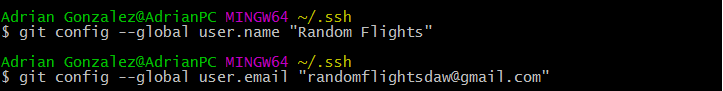 Adrian Gonzalez@AdrianPC MINGW64 ~/.ssh
$ git config --global user.name "Random Flights"
Adrian Gonzalez@AdrianPC MINGW64 ~/.ssh
$ git config --global user.email "randomflightsdaw@gmail.com"